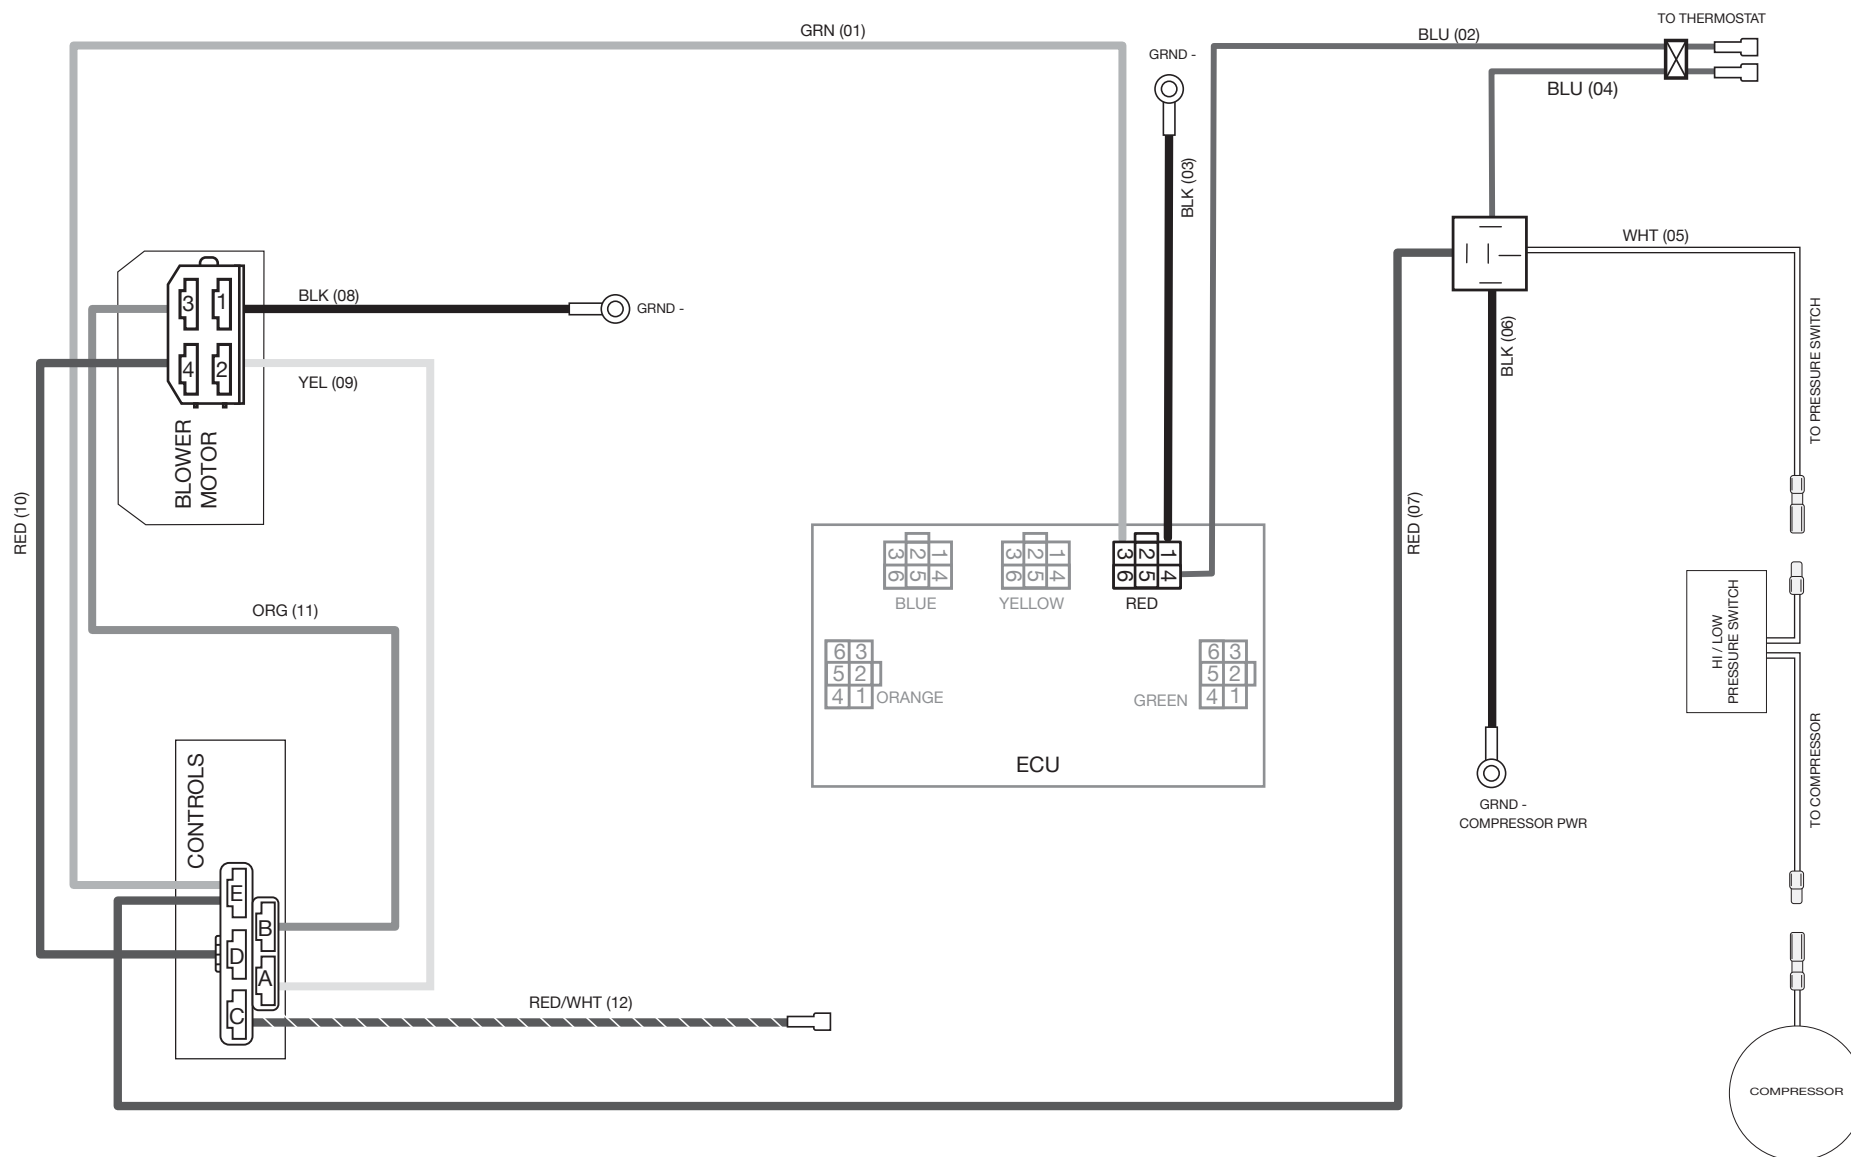 TO THERMOSTAT
GRN (01)
BLU (02)
GRND -
BLU (04)
BLK (03)
WHT (05)
3 1
4 2
BLOWER
MOTOR
BLK (08)
GRND -
YEL (09)
RED (10)
ORG (11)
BLK (06)
RED (07)
TO PRESSURE SWITCH
3 2 1
6 5 4
BLUE
3 2 1
6 5 4
YELLOW
3 2 1
6 5 4
RED
6 3
5 2
4 1
ORANGE
6 3
5 2
4 1
GREEN
ECU
HI / LOW
PRESSURE SWITCH
TO COMPRESSOR
GRND -
COMPRESSOR PWR
CONTROLS
E
B
D
A
C
RED/WHT (12)
COMPRESSOR